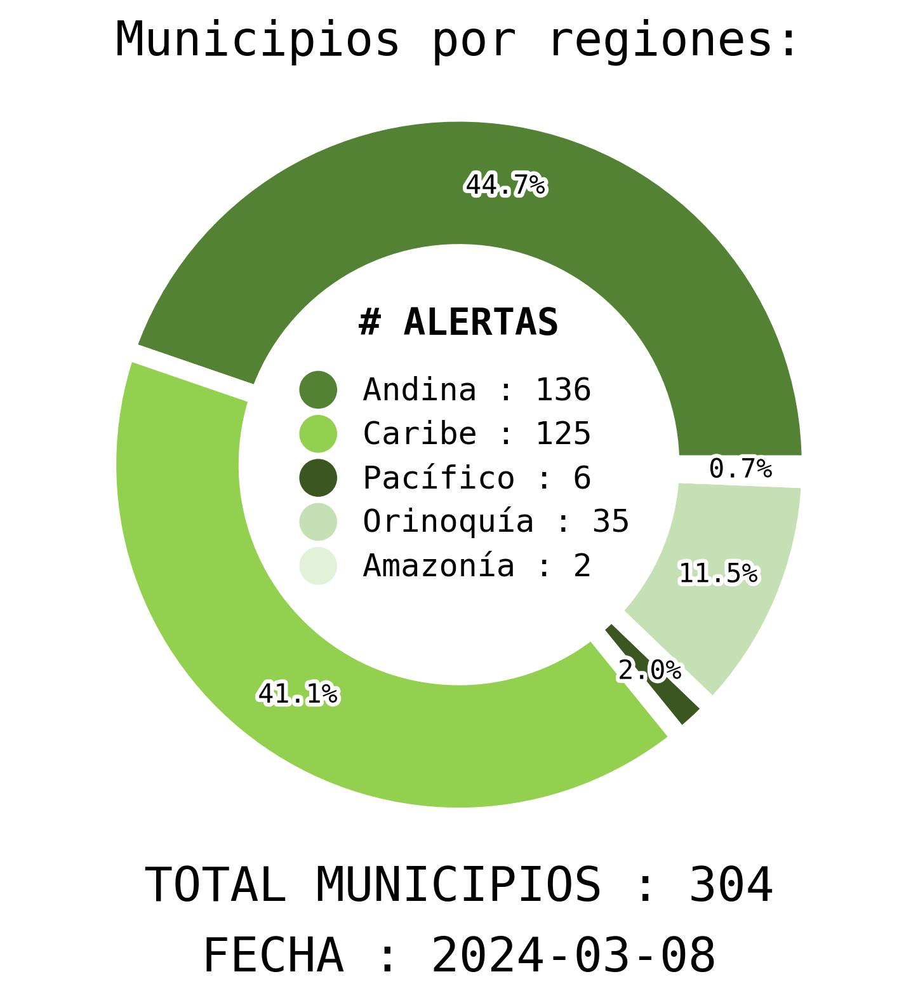 Municipios por regiones:
44.7%
# ALERTAS
Andina : 136
Caribe : 125
Pacífico : 6
Orinoquía : 35
Amazonía : 2
0.7%
11.5%
2.0%
41.1%
TOTAL MUNICIPIOS : 304
FECHA : 2024-03-08